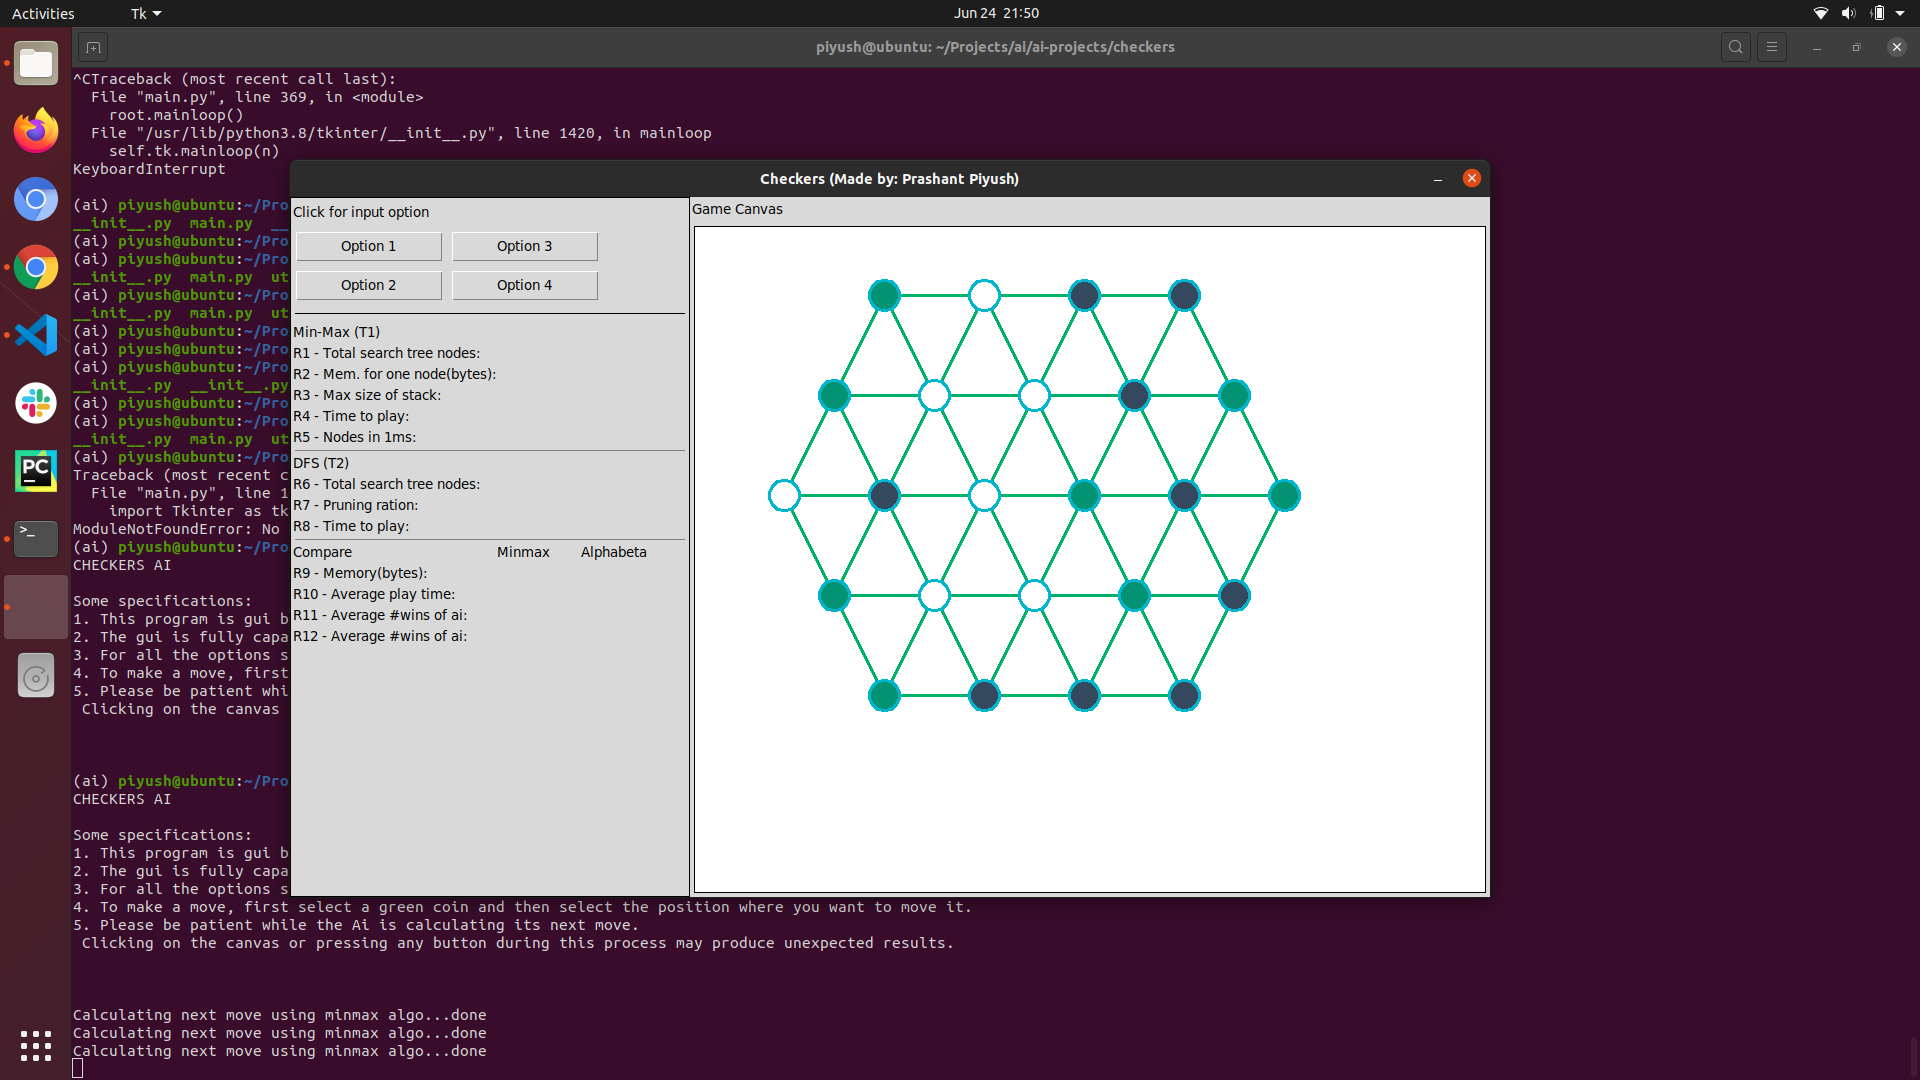 Activities
Tk
Jun 24 21:50
piyush@ubuntu: ~/Projects/ai/ai-projects/checkers
^CTraceback (most recent call last):
File "main.py", line 369, in <module>
root.mainloop()
File "/usr/lib/python3.8/tkinter/__init__.py", line 1420, in mainloop
self.tk.mainloop(n)
KeyboardInterrupt
(ai) piyush@ubuntu:~/Pro
__init__.py main.py __
(ai) piyush@ubuntu:~/Pro
(ai) piyush@ubuntu:~/Pro
__init__.py main.py ut
(ai) piyush@ubuntu:~/Pro
__init__.py main.py ut
(ai) piyush@ubuntu:~/Pro
(ai) piyush@ubuntu:~/Pro
(ai) piyush@ubuntu:~/Pro
__init__.py __init__.py
(ai) piyush@ubuntu:~/Pro
(ai) piyush@ubuntu:~/Pro
__init__.py main.py ut
(ai) piyush@ubuntu:~/Pro
Traceback (most recent c
File "main.py", line 1
import Tkinter as tk
ModuleNotFoundError: No
(ai) piyush@ubuntu:~/Pro
CHECKERS AI
Some specifications:
1. This program is gui b
2. The gui is fully capa
3. For all the options s
4. To make a move, first
5. Please be patient whi
Clicking on the canvas
(ai) piyush@ubuntu:~/Pro
CHECKERS AI
Some specifications:
1. This program is gui b
2. The gui is fully capa
3. For all the options s
4. To make a move, first select a green coin and then select the position where you want to move it.
5. Please be patient while the Ai is calculating its next move.
Clicking on the canvas or pressing any button during this process may produce unexpected results.
Calculating next move using minmax algo...done
Calculating next move using minmax algo...done
Calculating next move using minmax algo...done
Checkers (Made by: Prashant Piyush)
Click for input option
Option 1
Option 3
Option 2
Option 4
Min-Max (T1)
R1 - Total search tree nodes:
R2 - Mem. for one node(bytes):
R3 - Max size of stack:
R4 - Time to play:
R5 - Nodes in 1ms:
DFS (T2)
R6 - Total search tree nodes:
R7 - Pruning ration:
R8 - Time to play:
Compare Minmax Alphabeta
R9 - Memory(bytes):
R10 - Average play time:
R11 - Average #wins of ai:
R12 - Average #wins of ai:
Game Canvas
PC
>_